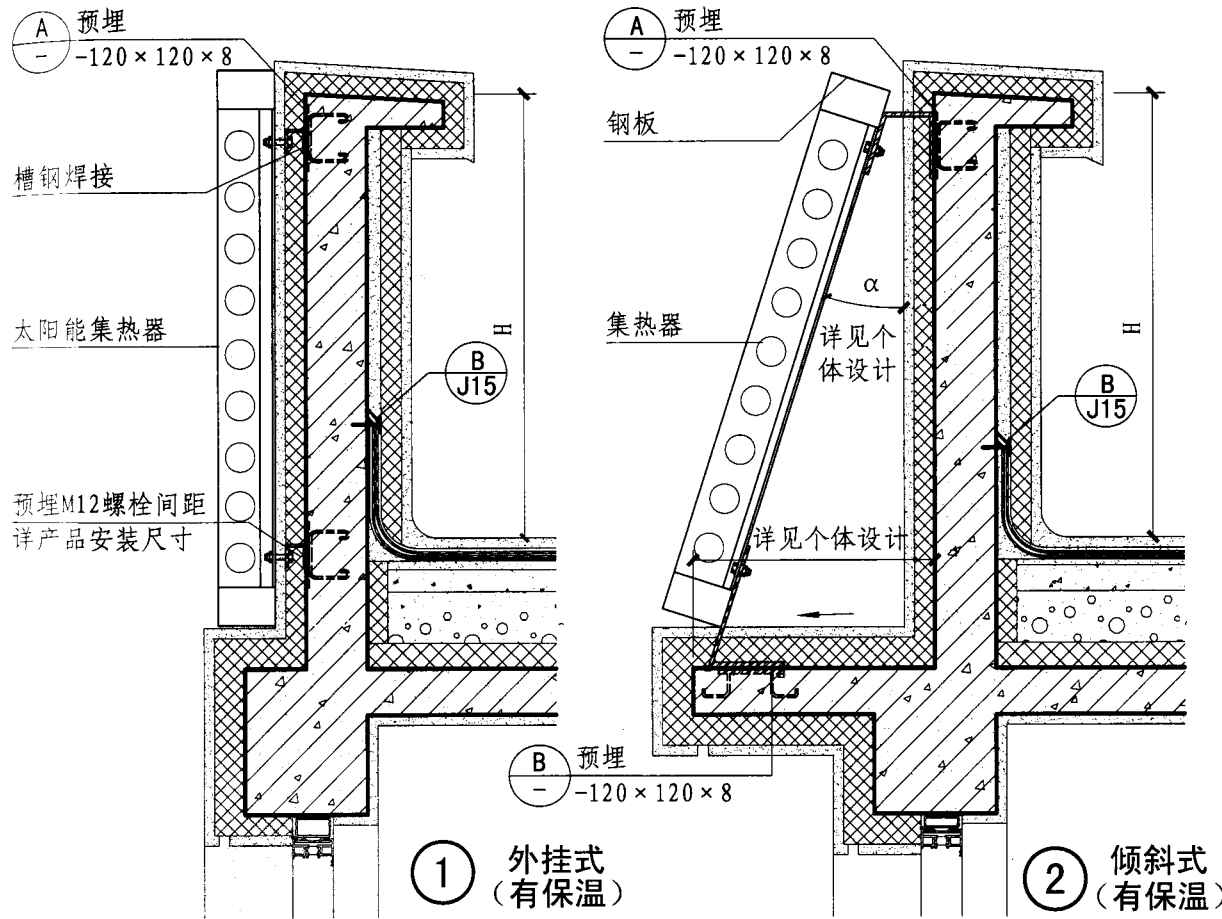 A
-
预埋
-120×120×8
槽钢焊接
太阳能集热器
预埋M12螺栓间距
详产品安装尺寸
H
B
J15
1
外挂式
(有保温)
A
-
预埋
-120×120×8
钢板
集热器
α
详见个
体设计
H
B
J15
详见个体设计
B
-
预埋
-120×120×8
2
倾斜式
(有保温)